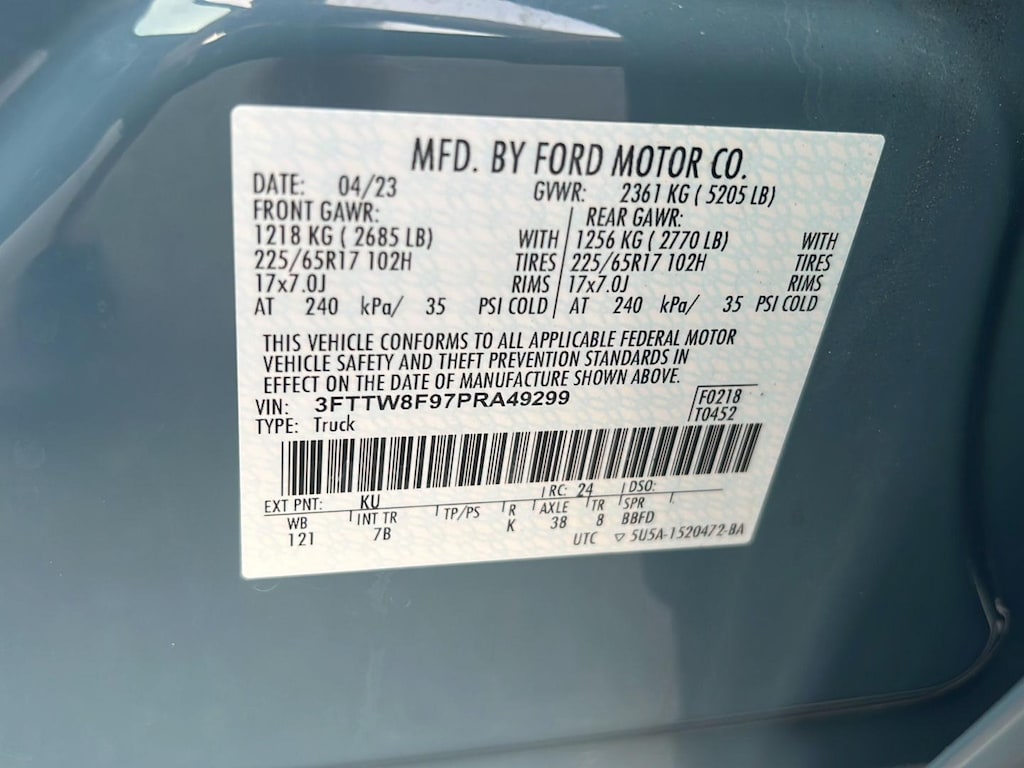 MFD. BY FORD MOTOR CO.
DATE: 04/23 GVWR: 2361 KG ( 5205 LB)
FRONT GAWR: REAR GAWR:
1218 KG ( 2685 LB) WITH 1256 KG ( 2770 LB) WITH
225/65R17 102H TIRES 225/65R17 102H TIRES
17x7.0J RIMS 17x7.0J RIMS
AT 240 kPa/ 35 PSI COLD AT 240 kPa/ 35 PSI COLD
THIS VEHICLE CONFORMS TO ALL APPLICABLE FEDERAL MOTOR
VEHICLE SAFETY AND THEFT PREVENTION STANDARDS IN
EFFECT ON THE DATE OF MANUFACTURE SHOWN ABOVE.
VIN: 3FTTW8F97PRA49299 F0218
TYPE: Truck T0452
EXT PNT: KU RC: 24 DSO:
WB INT TR TP/PS R AXLE TR SPR
121 7B K 38 8 BBFD
UTC ▽ 5U5A-1520472-BA